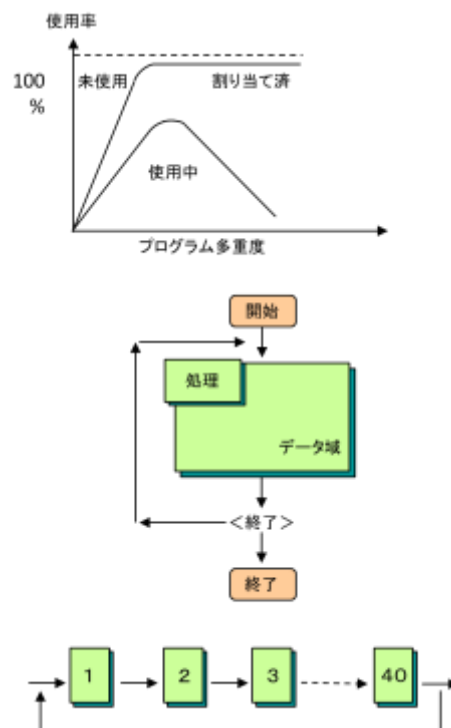 使用率
100
%
未使用
割り当て済
使用中
プログラム多重度
開始
処理
データ域
＜終了＞
終了
1 2 3 40